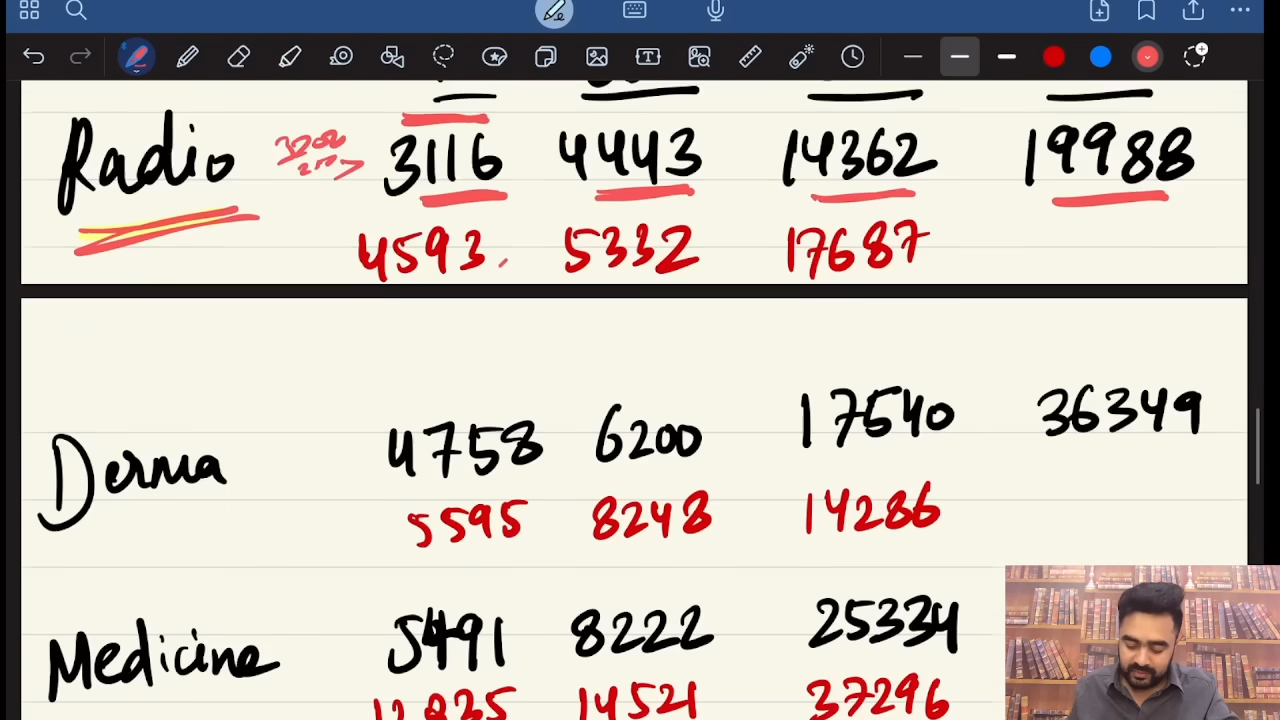 Radio 3116 4443 14362 19988
4593 5332 17687
Derma 4758 6200 17540 36349
5595 8248 14286
Medicine 5491 8222 25334
14521 37296